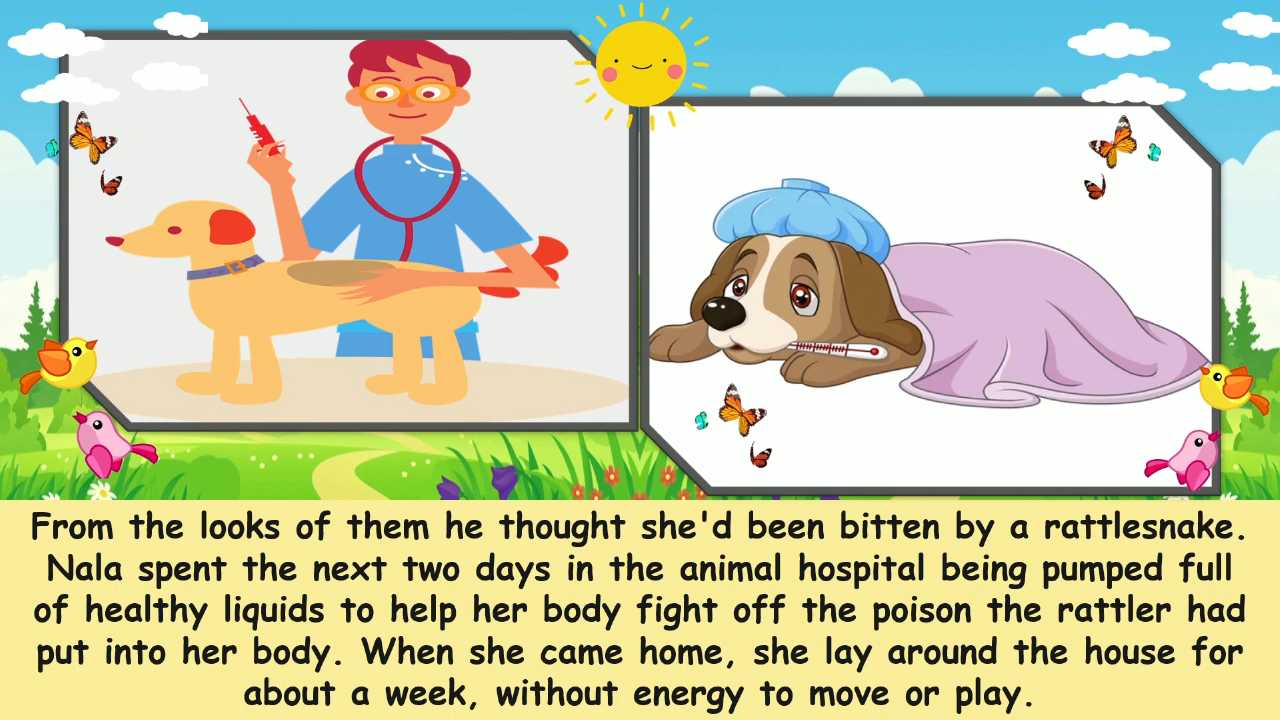 From the looks of them he thought she'd been bitten by a rattlesnake.
Nala spent the next two days in the animal hospital being pumped full
of healthy liquids to help her body fight off the poison the rattler had
put into her body. When she came home, she lay around the house for
about a week, without energy to move or play.